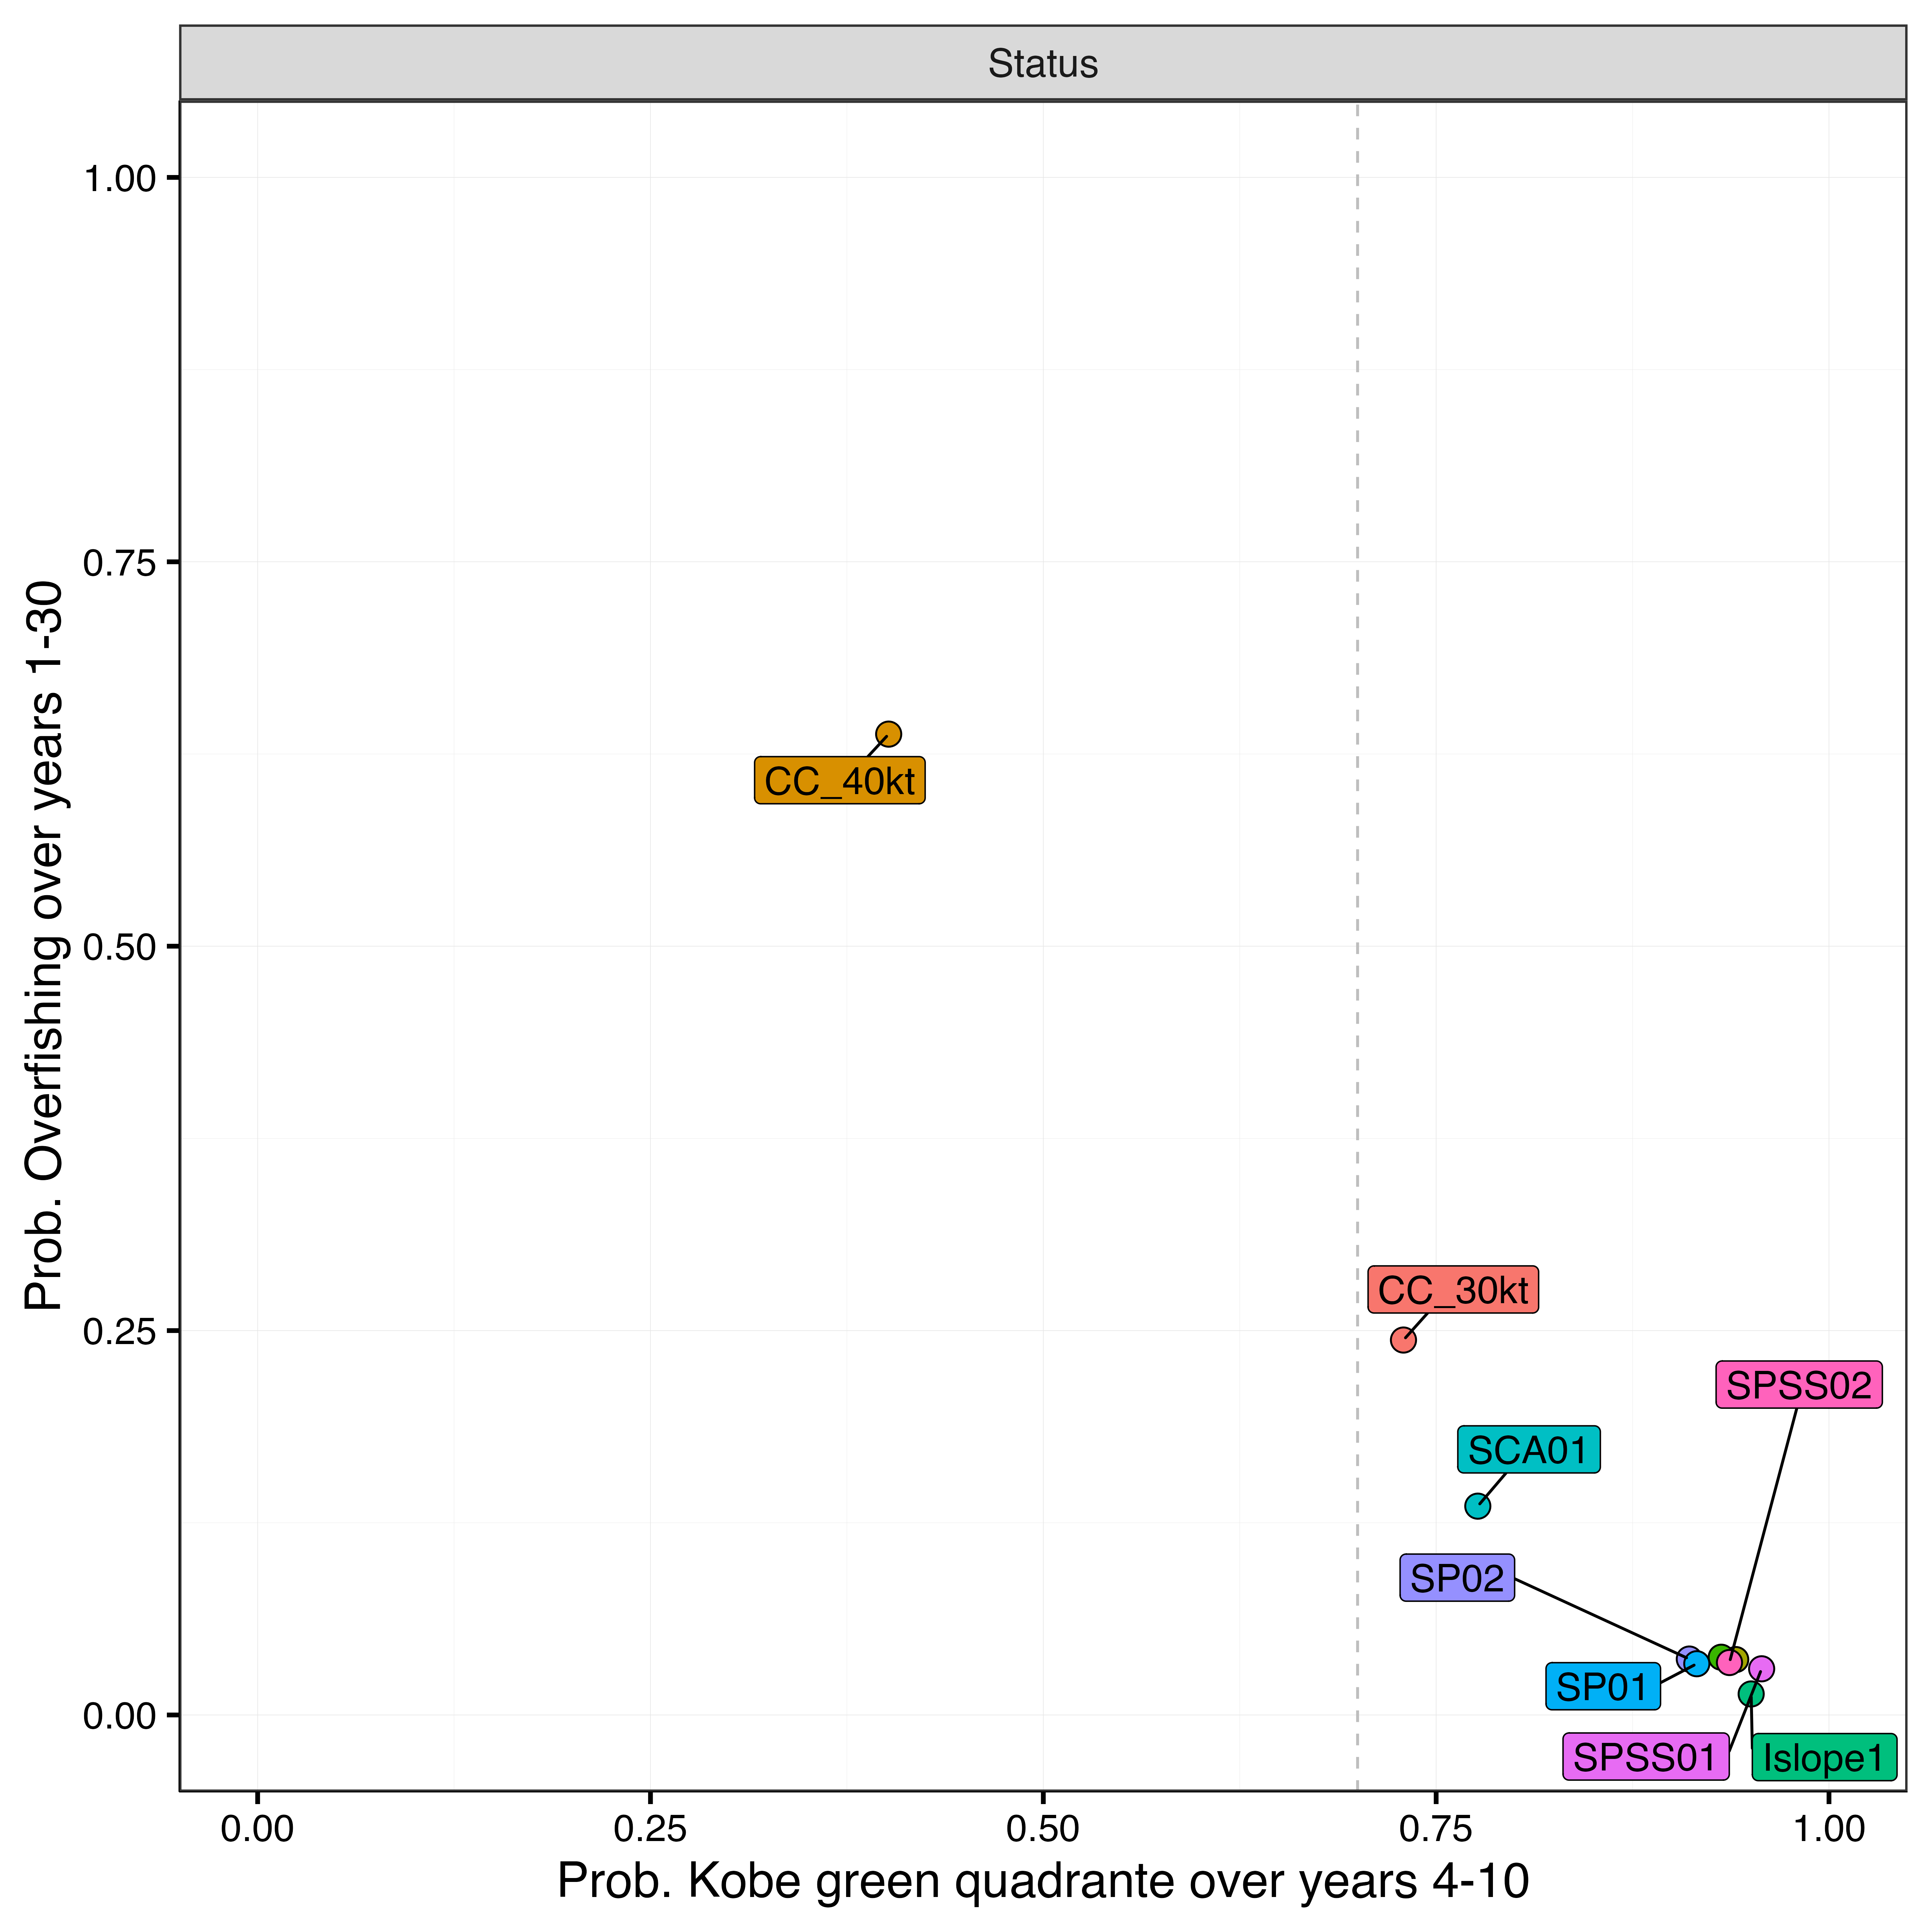 Status
1.00
0.75
0.50
0.25
0.00
Prob. Overfishing over years 1-30
CC_40kt
CC_30kt
SPSS02
SCA01
SP02
SP01
SPSS01
Islope1
0.00
0.25
0.50
0.75
1.00
Prob. Kobe green quadrante over years 4-10